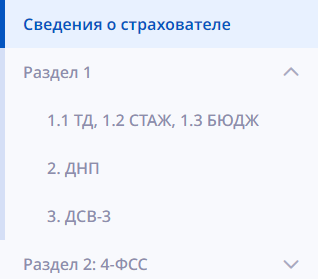 Сведения о страхователе
Раздел 1
1.1 ТД, 1.2 СТАЖ, 1.3 БЮДЖ
2. ДНП
3. ДСВ-3
Раздел 2: 4-ФСС